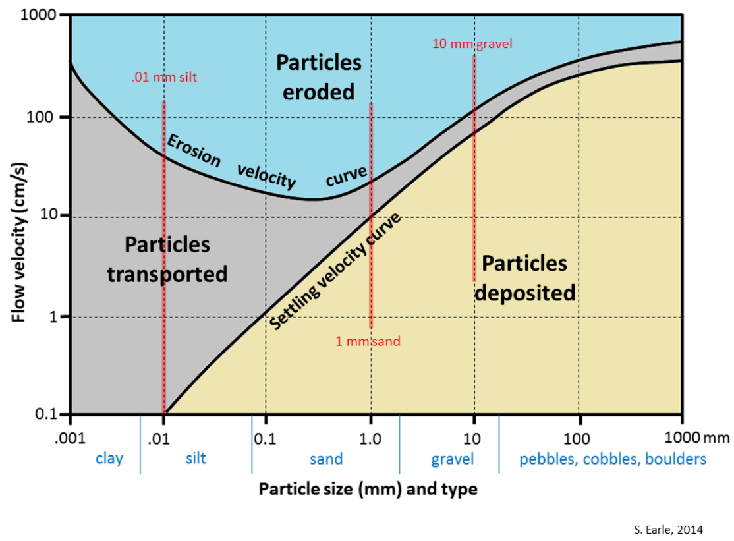 1000
100
10
1
0.1
Flow velocity (cm/s)
.01 mm silt
Particles
eroded
10 mm gravel
Erosion velocity curve
Particles
transported
Settling velocity curve
Particles
deposited
1 mm sand
.001 .01 0.1 1.0 10 100 1000 mm
clay silt sand gravel pebbles, cobbles, boulders
Particle size (mm) and type
S. Earle, 2014